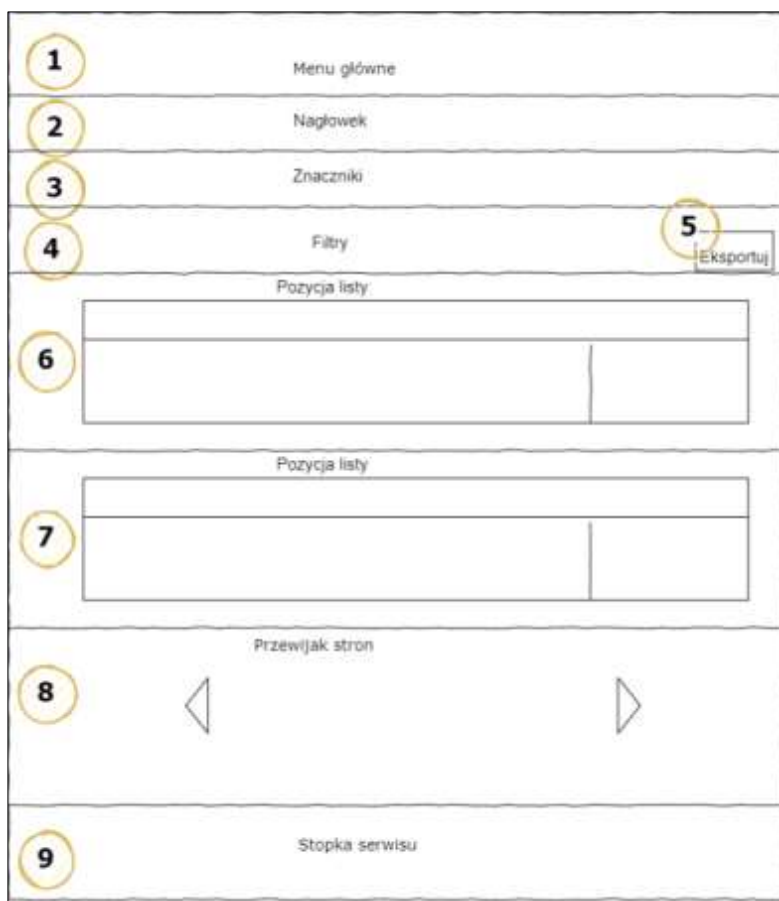 1
Menu główne
2
Nagłowek
3
Znaczniki
4
Filtry
5
Eksportuj
Pozycja listy
6
Pozycja listy
7
Przewijak stron
8
9
Stopka serwisu